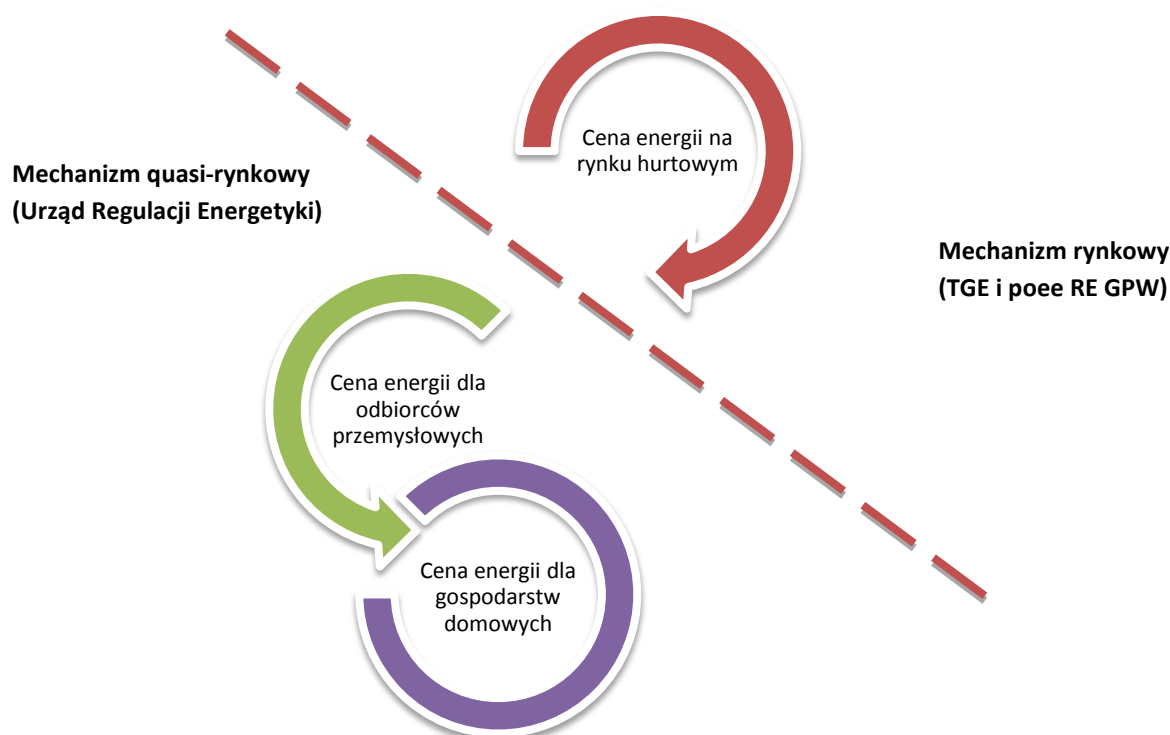 Cena energii na
rynku hurtowym
Mechanizm quasi-rynkowy
(Urząd Regulacji Energetyki)
Mechanizm rynkowy
(TGE i poee RE GPW)
Cena energii dla
odbiorców
przemysłowych
Cena energii dla
gospodarstw
domowych